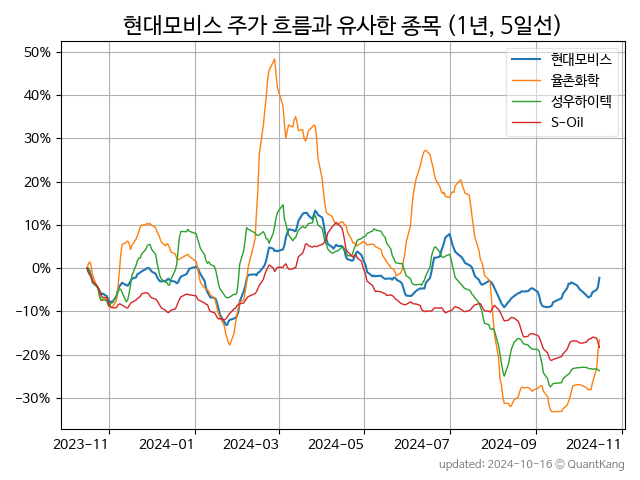 현대모비스 주가 흐름과 유사한 종목 (1년, 5일선)
50%
40%
30%
20%
10%
0%
−10%
−20%
−30%
현대모비스
율촌화학
성우하이텍
S-Oil
2023-11 2024-01 2024-03 2024-05 2024-07 2024-09 2024-11
updated: 2024-10-16 © QuantKang